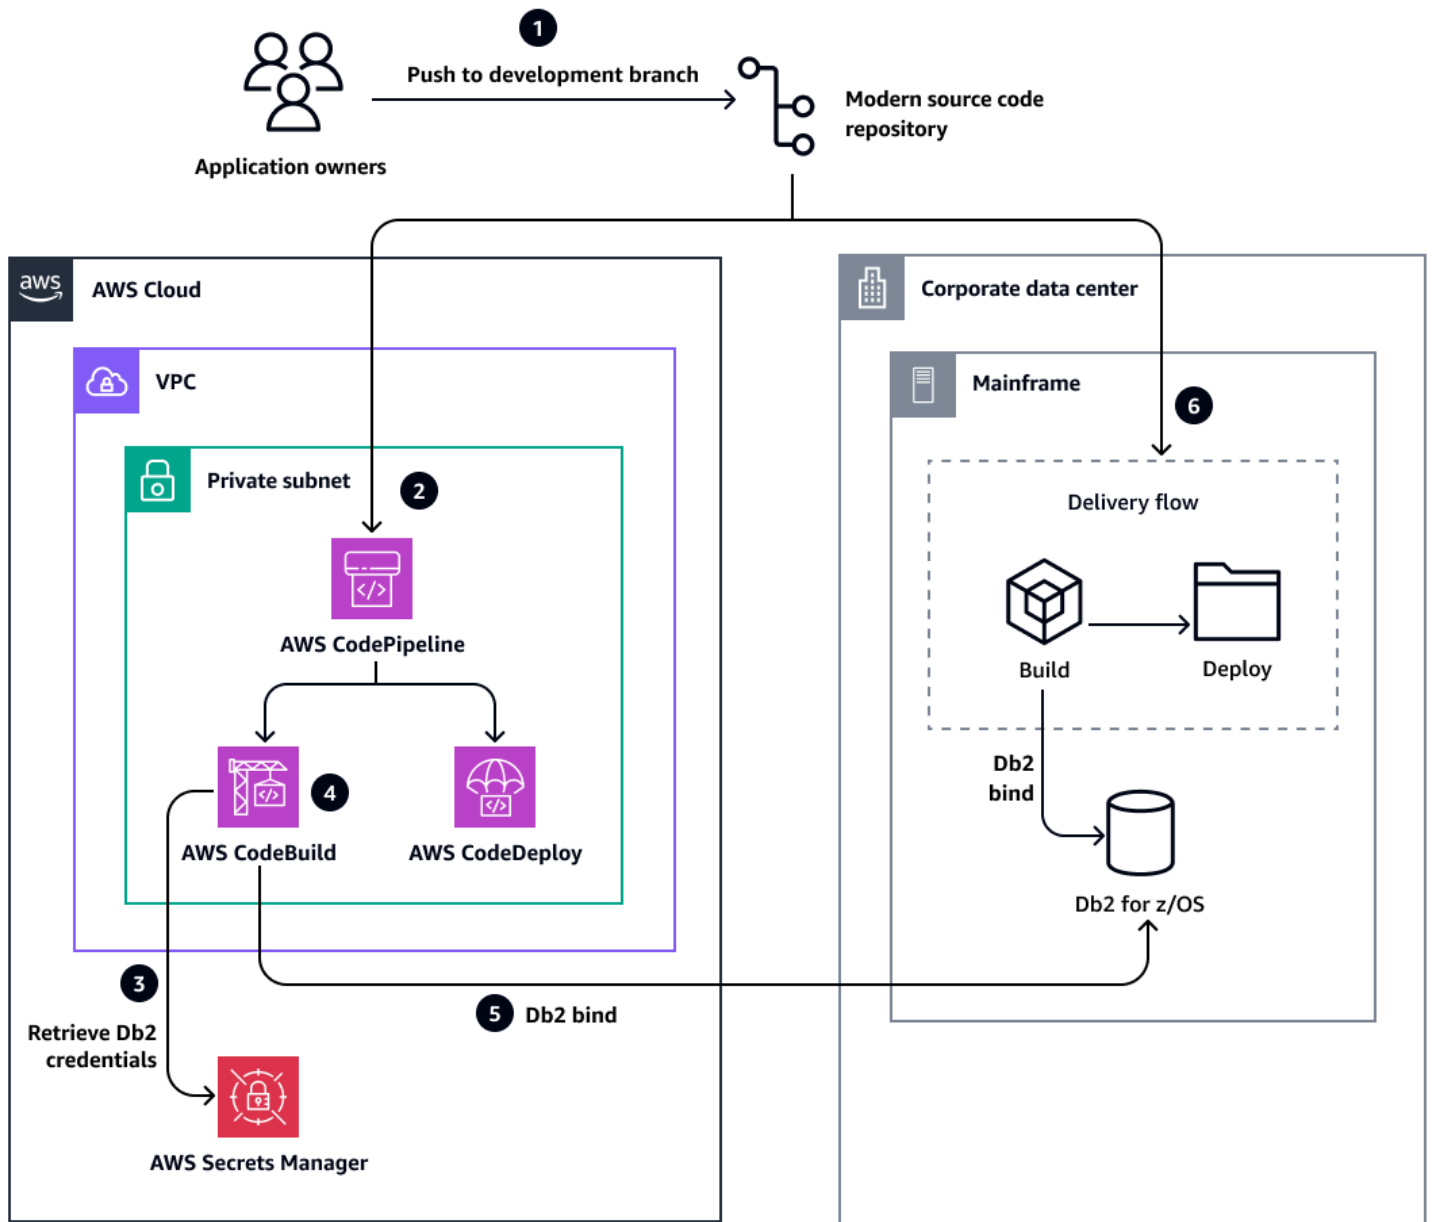 1
Push to development branch
Modern source code
repository
Application owners
aws
AWS Cloud
Corporate data center
VPC
Mainframe
6
Private subnet
2
Delivery flow
</>
AWS CodePipeline
Build
Deploy
</>
4
</>
AWS CodeBuild
AWS CodeDeploy
Db2
bind
Db2 for z/OS
3
Retrieve Db2
credentials
5
Db2 bind
AWS Secrets Manager